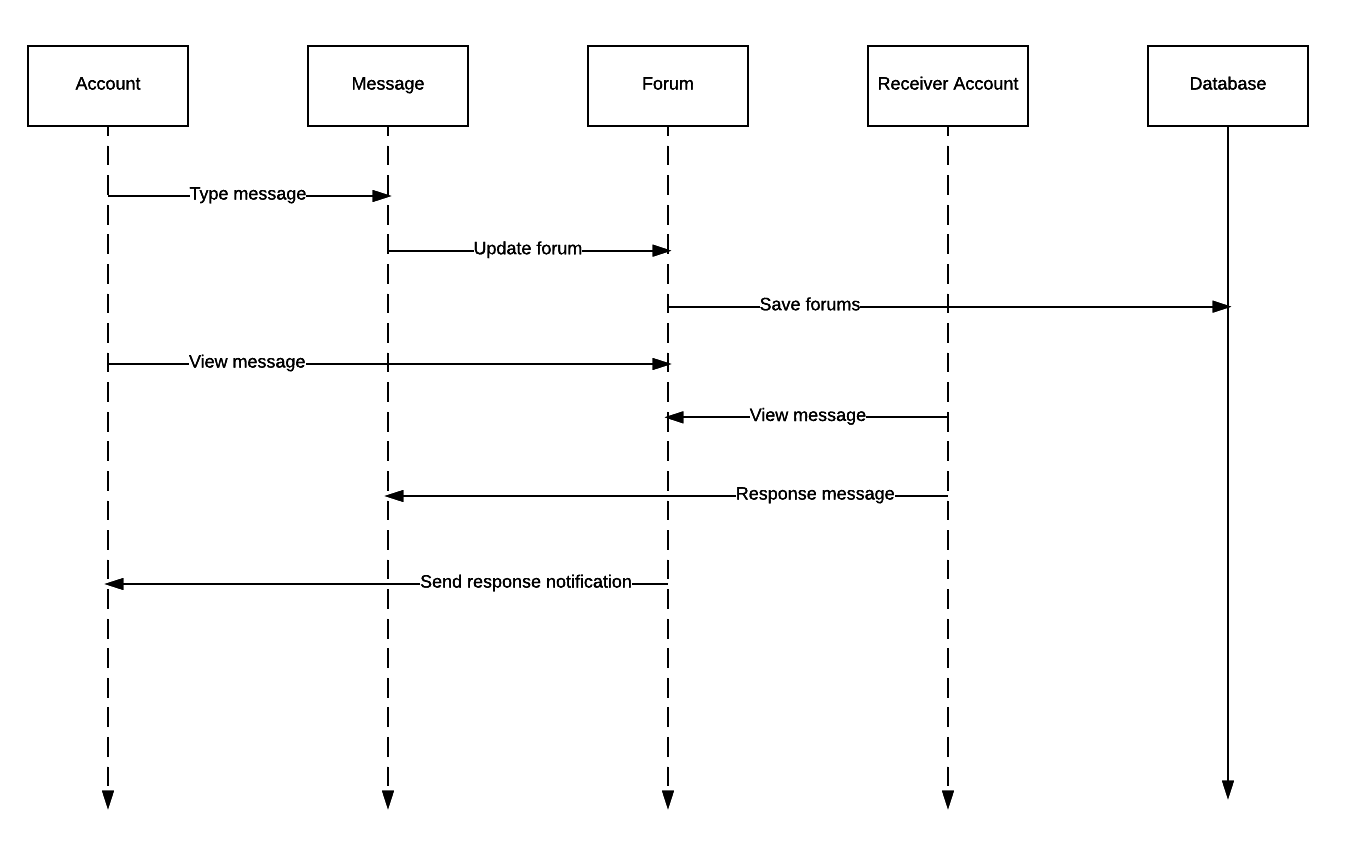 Account
Message
Forum
Receiver Account
Database
Type message
Update forum
Save forums
View message
View message
Response message
Send response notification